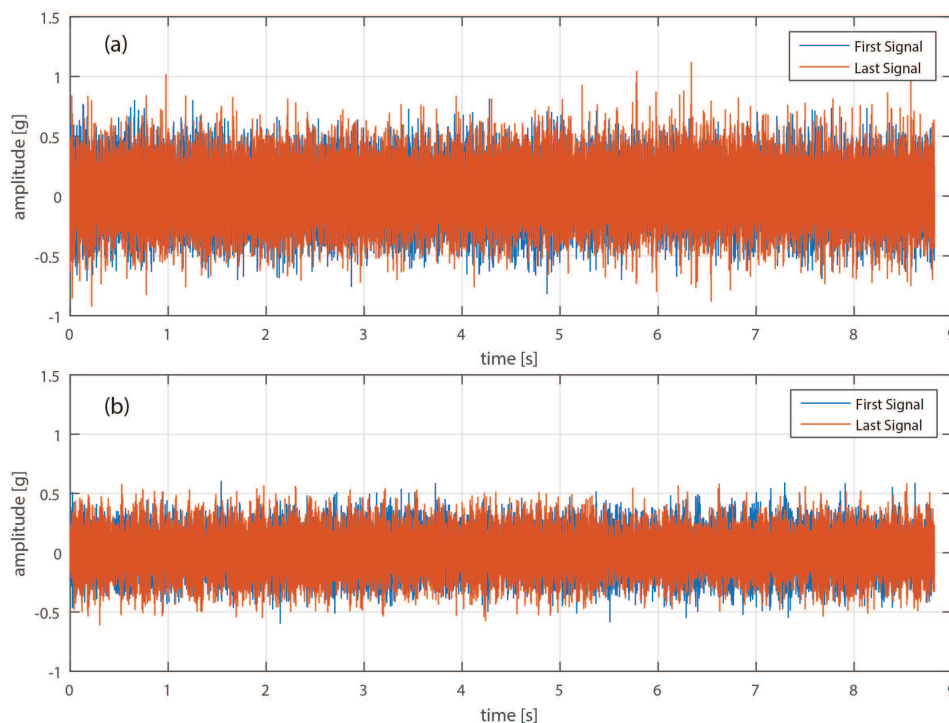 1.5
(a)
First Signal
Last Signal
1
0.5
0
-0.5
-1
amplitude [g]
0 1 2 3 4 5 6 7 8 9
time [s]
1.5
(b)
First Signal
Last Signal
1
0.5
0
-0.5
-1
amplitude [g]
0 1 2 3 4 5 6 7 8 9
time [s]